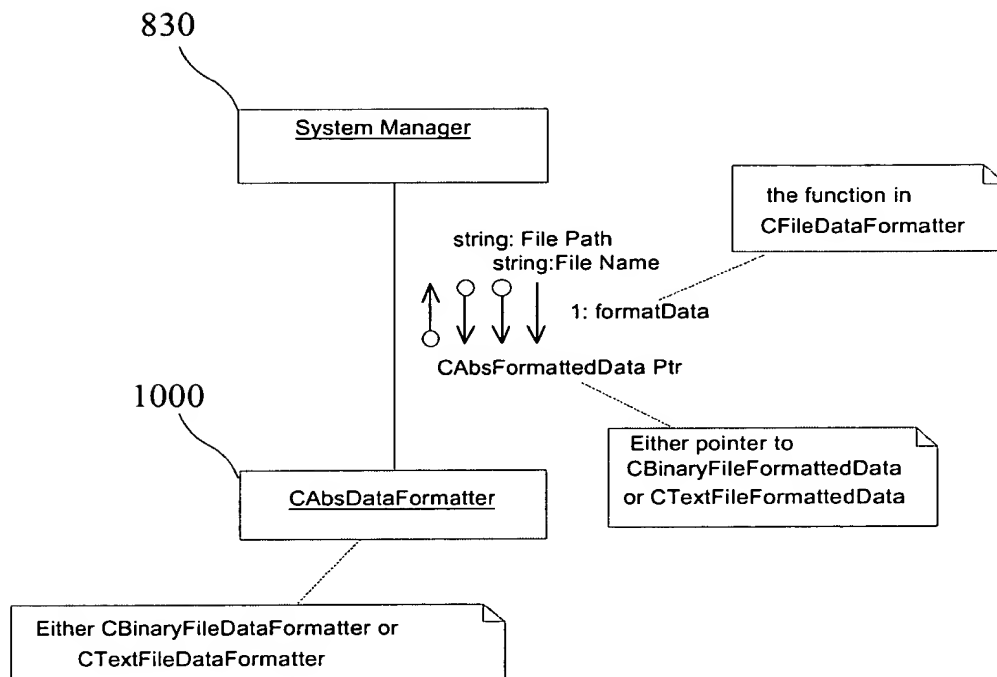 830
System Manager
the function in
CFileDataFormatter
string: File Path
string:File Name
1: formatData
CAbsFormattedData Ptr
1000
Either pointer to
CBinaryFileFormattedData
or CTextFileFormattedData
CAbsDataFormatter
Either CBinaryFileDataFormatter or
CTextFileDataFormatter